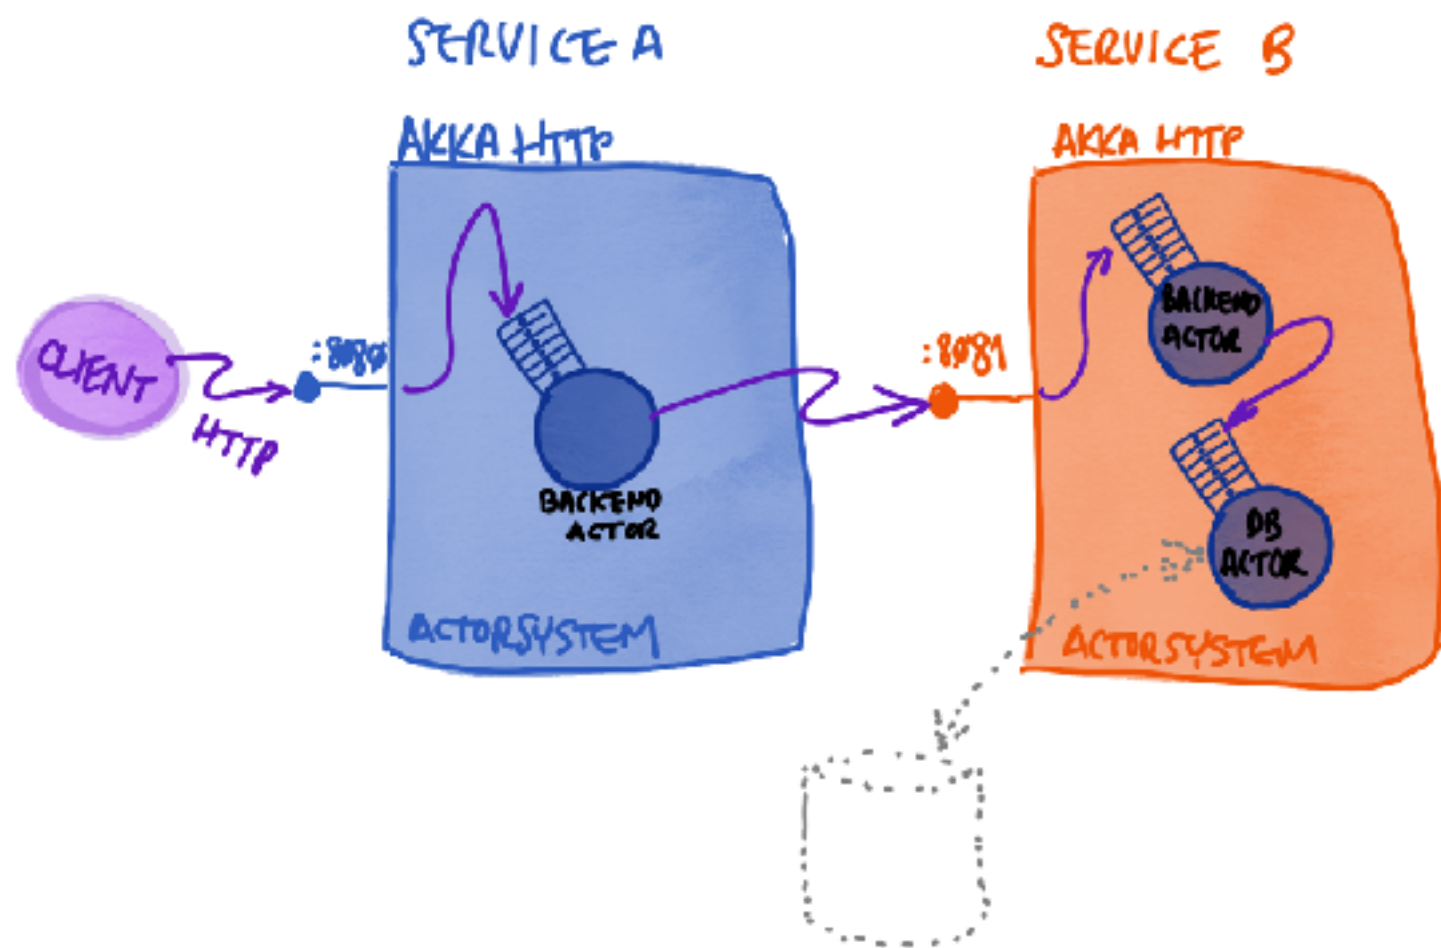 SERVICE A
AKKA HTTP
CLIENT
HTTP
:8080
BACKEND
ACTOR
ACTORSYSTEM
SERVICE B
AKKA HTTP
:8081
BACKEND
ACTOR
DB
ACTOR
ACTORSYSTEM